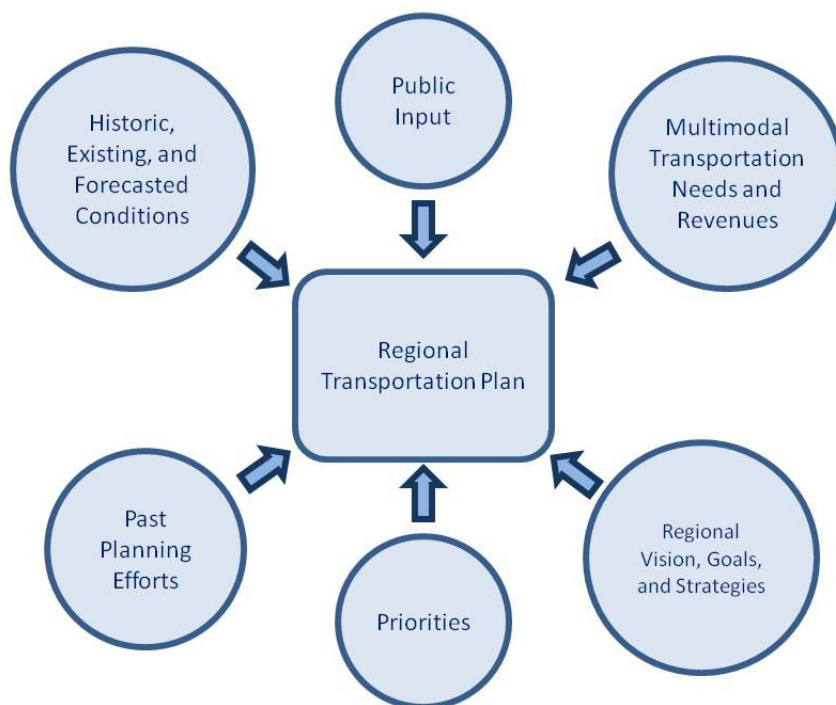 Historic,
Existing, and
Forecasted
Conditions
Public
Input
Multimodal
Transportation
Needs and
Revenues
Regional
Transportation Plan
Past
Planning
Efforts
Priorities
Regional
Vision, Goals,
and Strategies